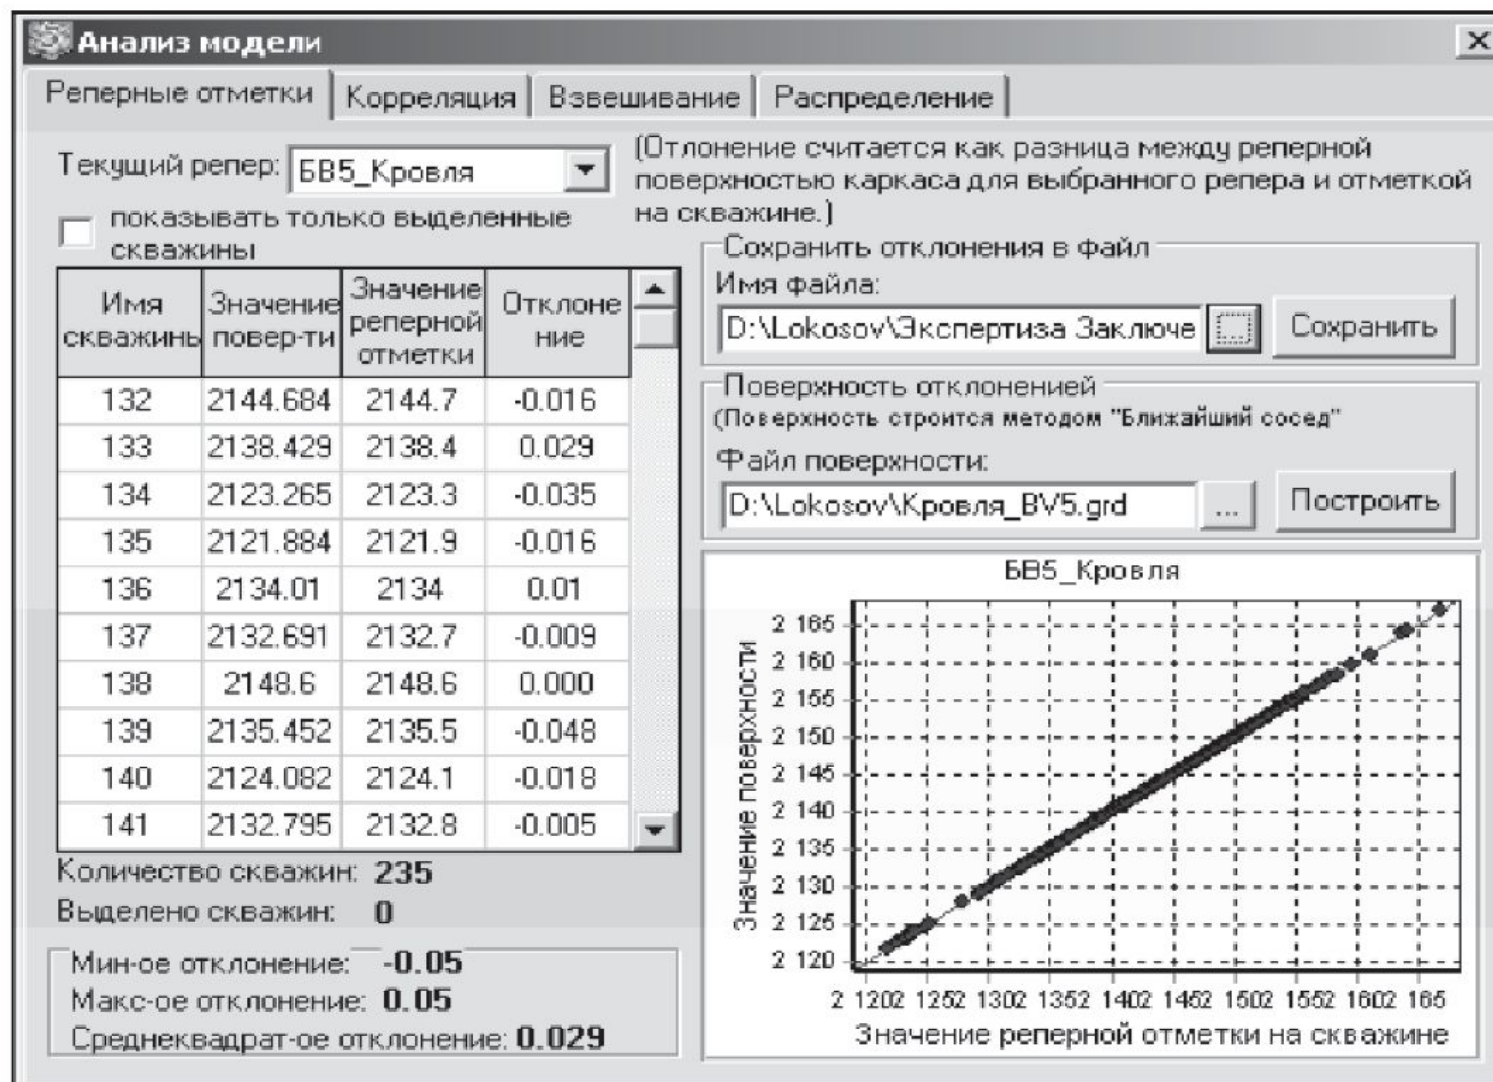 Анализ модели
Реперные отметки Корреляция Взвешивание Распределение
Текущий репер: БВ5_Кровля
показывать только выделенные
скважины
(Отлонение считается как разница между реперной
поверхностью каркаса для выбранного репера и отметкой
на скважине.)
Имя скважины Значение повер-ти Значение реперной отметки Отклоне ние
132 2144.684 2144.7 -0.016
133 2138.429 2138.4 0.029
134 2123.265 2123.3 -0.035
135 2121.884 2121.9 -0.016
136 2134.01 2134 0.01
137 2132.691 2132.7 -0.009
138 2148.6 2148.6 0.000
139 2135.452 2135.5 -0.048
140 2124.082 2124.1 -0.018
141 2132.795 2132.8 -0.005
Количество скважин: 235
Выделено скважин: 0
Мин-ое отклонение: -0.05
Макс-ое отклонение: 0.05
Среднеквадрат-ое отклонение: 0.029
Сохранить отклонения в файл
Имя файла:
D:\Lokosov\Экспертиза Заключе ... Сохранить
Поверхность отклоненией
(Поверхность строится методом "Ближайший сосед"
Файл поверхности:
D:\Lokosov\Кровля_BV5.grd ... Построить
БВ5_Кровля
Значение поверхности
2 165
2 160
2 155
2 150
2 145
2 140
2 135
2 130
2 125
2 120
2 1202 1252 1302 1352 1402 1452 1502 1552 1602 165
Значение реперной отметки на скважине